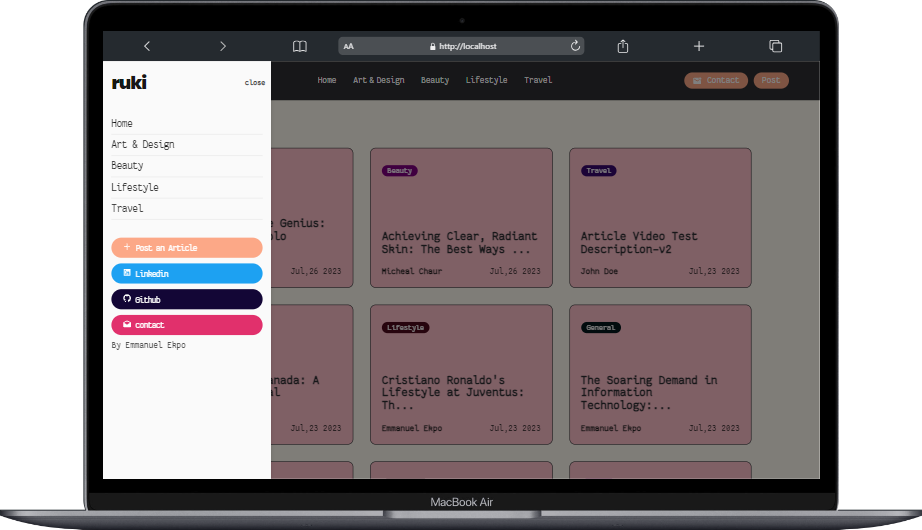 AA
http://localhost
ruki
close
Home
Art & Design
Beauty
Lifestyle
Travel
Contact
Post
Home
Art & Design
Beauty
Lifestyle
Travel
+ Post an Article
Linkedin
Github
contact
By Emmanuel Ekpo
Genius:
Jul,26 2023
Beauty
Achieving Clear, Radiant
Skin: The Best Ways ...
Micheal Chaur
Jul,26 2023
Travel
Article Video Test
Description-v2
John Doe
Jul,23 2023
anada: A
Jul,23 2023
Lifestyle
Cristiano Ronaldo's
Lifestyle at Juventus:
Th...
Emmanuel Ekpo
Jul,23 2023
General
The Soaring Demand in
Information
Technology:...
Emmanuel Ekpo
Jul,23 2023
MacBook Air